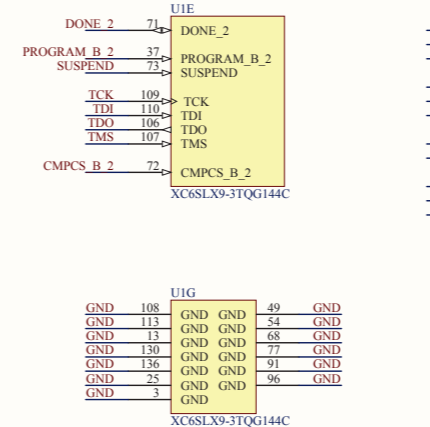 U1E
DONE_2 71 DONE_2
PROGRAM_B_2 37 PROGRAM_B_2
SUSPEND 73 SUSPEND
TCK 109 TCK
TDI 110 TDI
TDO 106 TDO
TMS 107 TMS
CMPCS_B_2 72 CMPCS_B_2
XC6SLX9-3TQG144C
U1G
GND 108 GND GND 49 GND
GND 113 GND GND 54 GND
GND 13 GND GND 68 GND
GND 130 GND GND 77 GND
GND 136 GND GND 91 GND
GND 25 GND GND 96 GND
GND 3 GND
XC6SLX9-3TQG144C